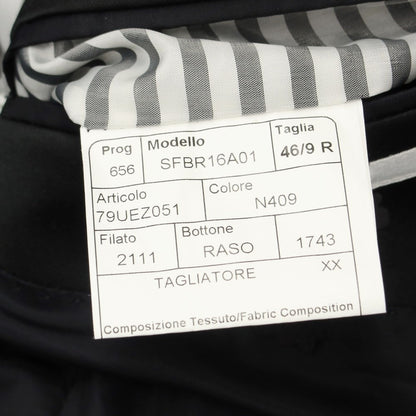 Prog Modello Taglia
656 SFBR16A01 46/9 R
Articolo Colore
79UEZ051 N409
Filato Bottone
2111 RASO 1743
TAGLIATORE XX
Composizione Tessuto/Fabric Composition